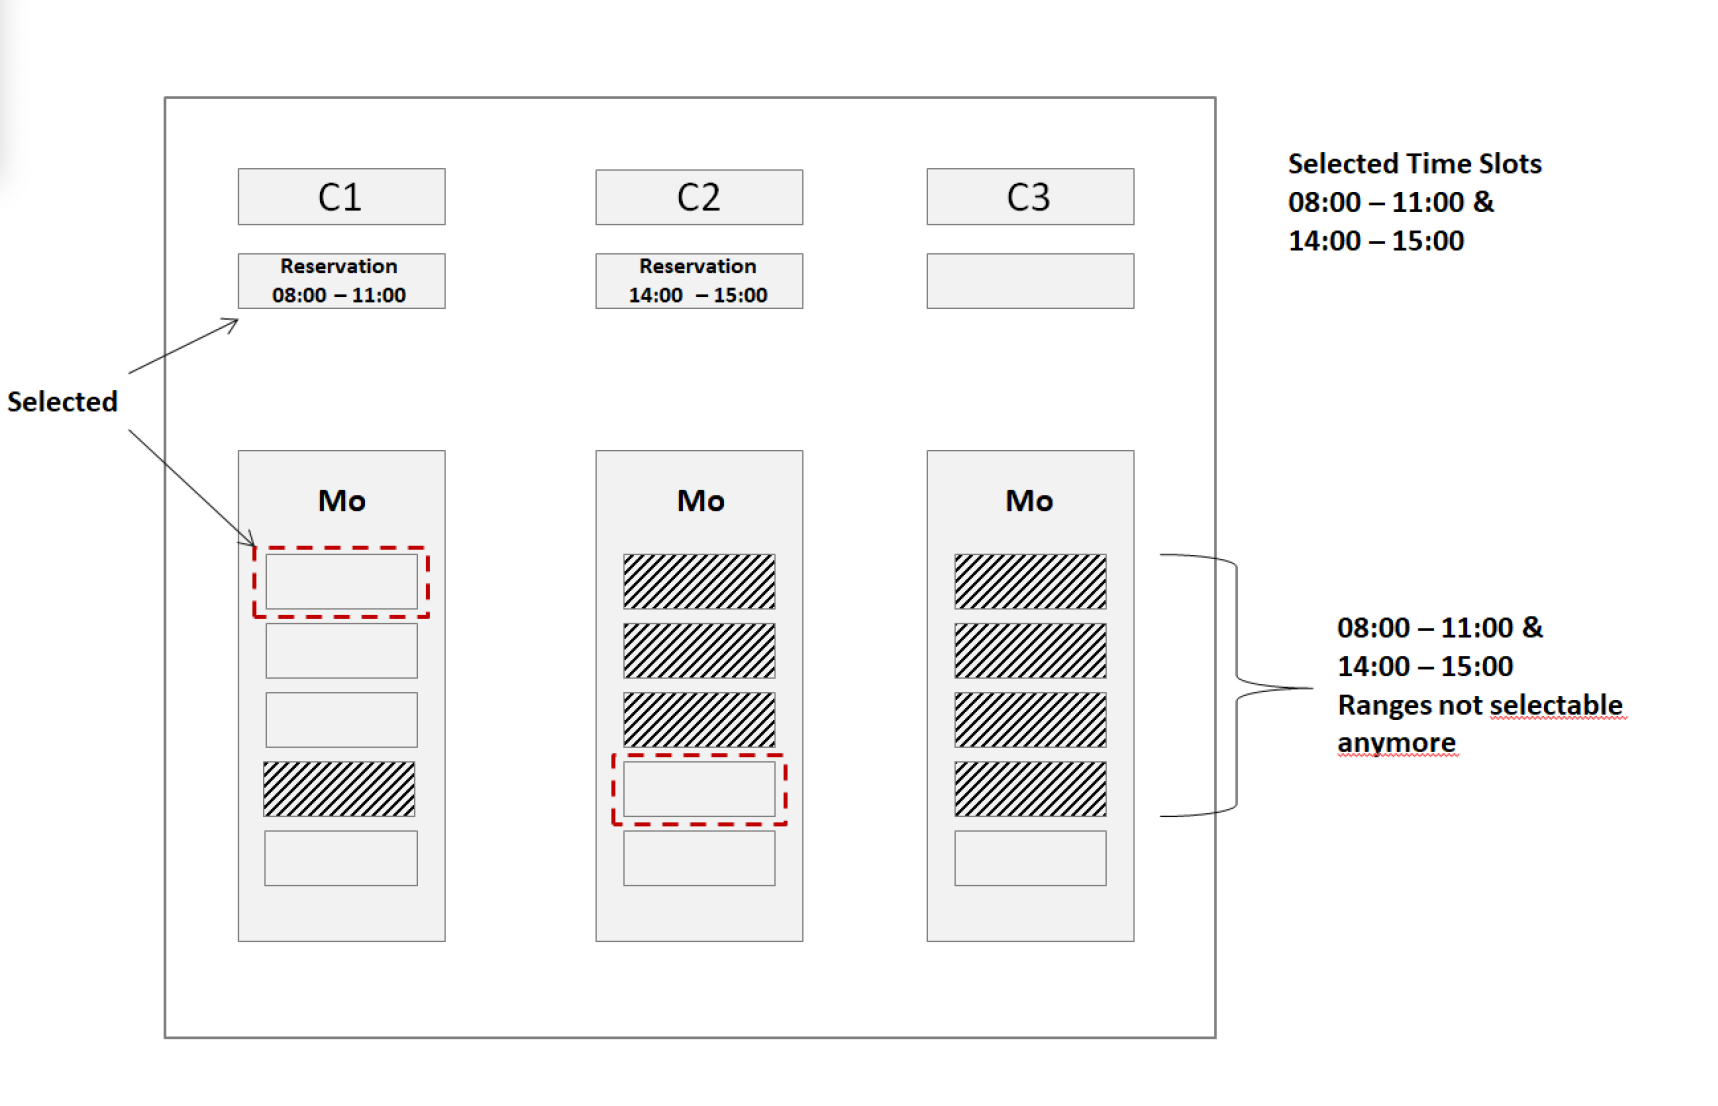 C1
C2
C3
Reservation
08:00 – 11:00
Reservation
14:00 – 15:00
Selected Time Slots
08:00 – 11:00 &
14:00 – 15:00
Selected
Mo
Mo
Mo
08:00 – 11:00 &
14:00 – 15:00
Ranges not selectable
anymore